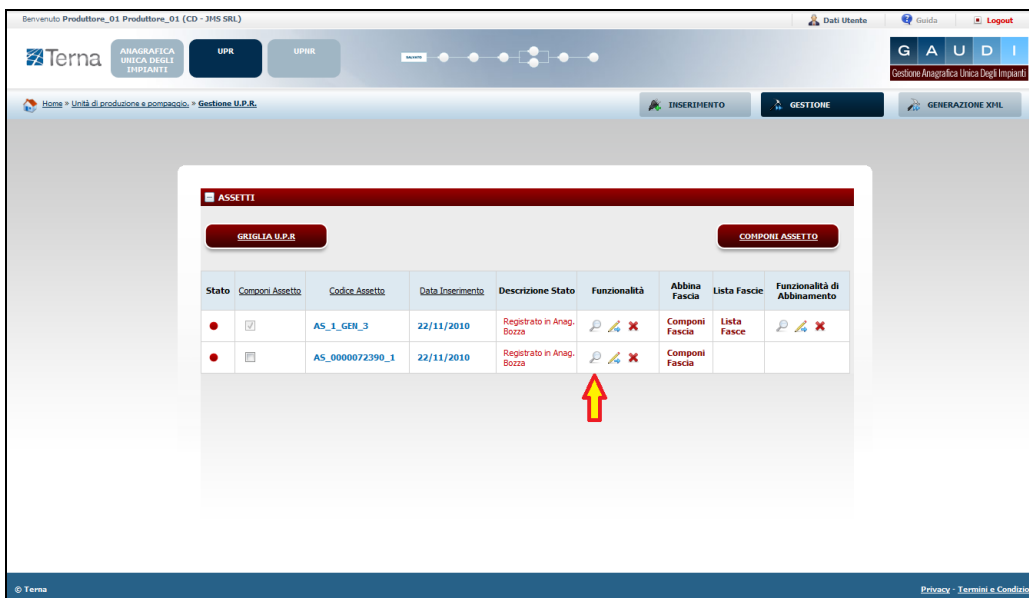 Benvenuto Produttore_01 Produttore_01 (CD - JMS SRL)
Dati Utente
Guida
Logout
Terna
ANAGRAFICA UNICA DEGLI IMPIANTI
UPR
UPNR
G A U D I
Gestione Anagrafica Unica Degli Impianti
Home » Unità di produzione e pompaggio. » Gestione U.P.R.
INSERIMENTO
GESTIONE
GENERAZIONE XML
ASSETTI
GRIGLIA U.P.R
COMPONI ASSETTO
Stato Componi Assetto Codice Assetto Data Inserimento Descrizione Stato Funzionalità Abbina Fascia Lista Fascie Funzionalità di Abbinamento
AS_1_GEN_3 22/11/2010 Registrato in Anag. Bozza Componi Fascia Lista Fasce
AS_0000072390_1 22/11/2010 Registrato in Anag. Bozza Componi Fascia
© Terna
Privacy - Termini e Condizio